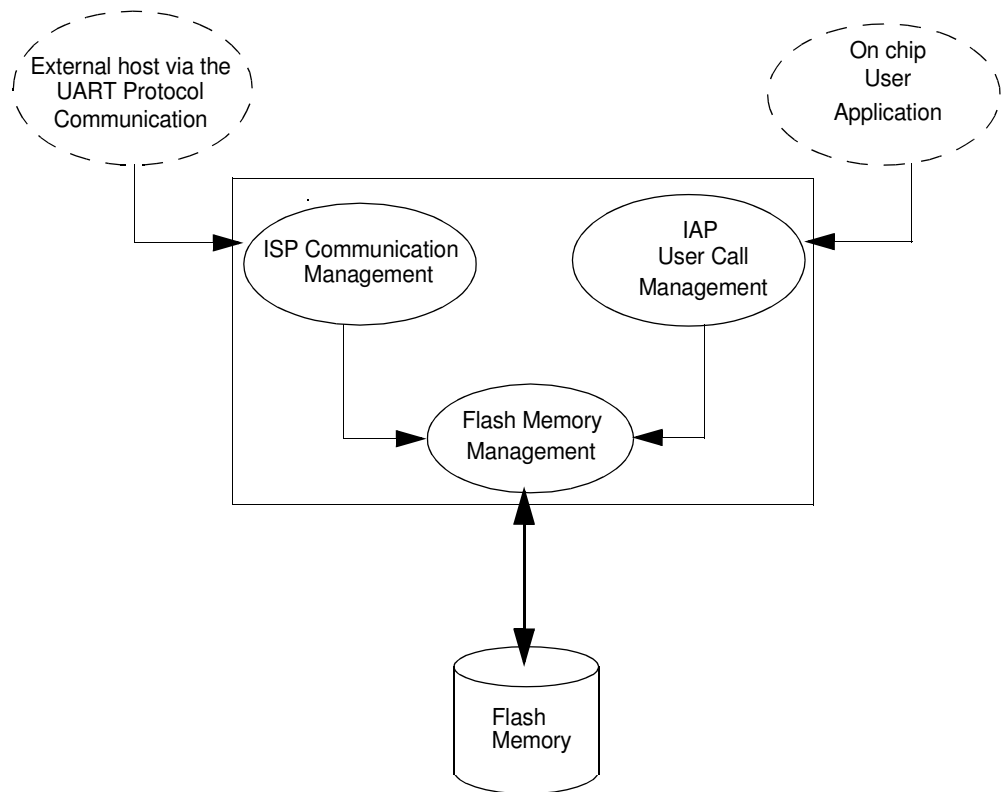 External host via the
UART Protocol
Communication
On chip
User
Application
ISP Communication
Management
IAP
User Call
Management
Flash Memory
Management
Flash
Memory